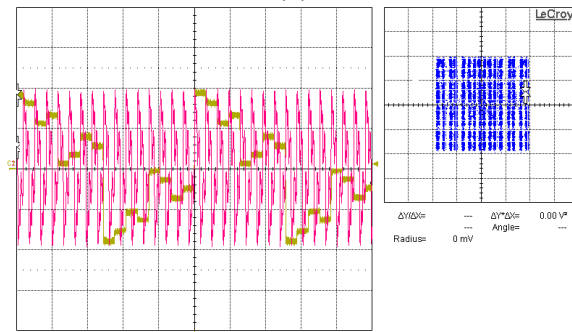 LeCroy
C2
ΔY/ΔX= --- ΔY*ΔX= 0.00 V²
--- Angle= ---
Radius= 0 mV